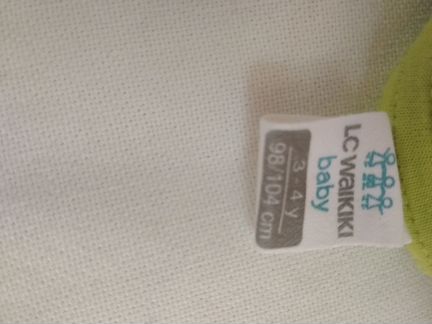 LC WAIKIKI
baby
3 - 4 y
98/104 cm